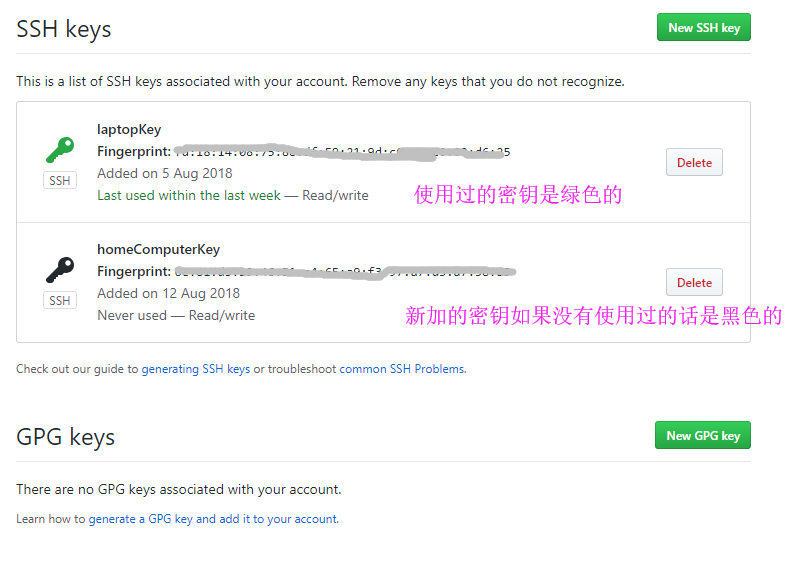 SSH keys
New SSH key
This is a list of SSH keys associated with your account. Remove any keys that you do not recognize.
laptopKey
Fingerprint:
Added on 5 Aug 2018
Last used within the last week — Read/write
使用过的密钥是绿色的
SSH
Delete
homeComputerKey
Fingerprint:
Added on 12 Aug 2018
Never used — Read/write
新加的密钥如果没有使用过的话是黑色的
SSH
Delete
Check out our guide to generating SSH keys or troubleshoot common SSH Problems.
GPG keys
New GPG key
There are no GPG keys associated with your account.
Learn how to generate a GPG key and add it to your account.